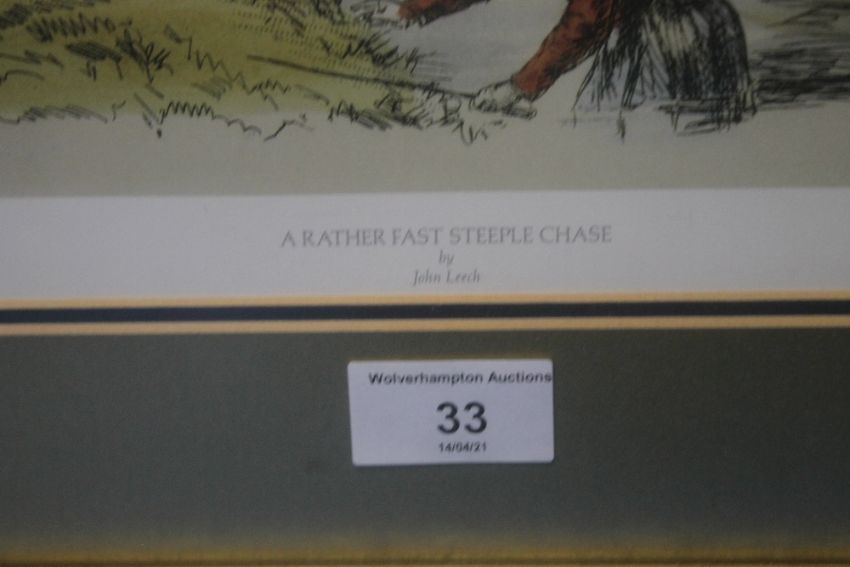 A RATHER FAST STEEPLE CHASE
by
John Leech
Wolverhampton Auctions
33
14/04/21